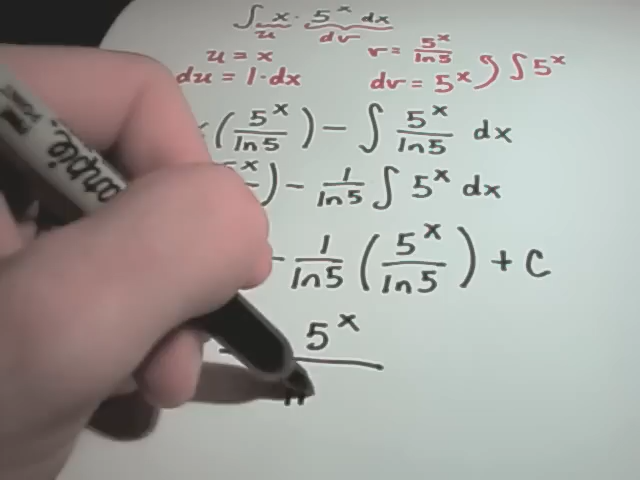 ∫ x · 5^x dx
u dv
u = x v = 5^x / ln5
du = 1·dx dv = 5^x ) ∫ 5^x
(5^x / ln5) − ∫ 5^x / ln5 dx
) − 1/ln5 ∫ 5^x dx
− 1/ln5 (5^x / ln5) + C
5^x